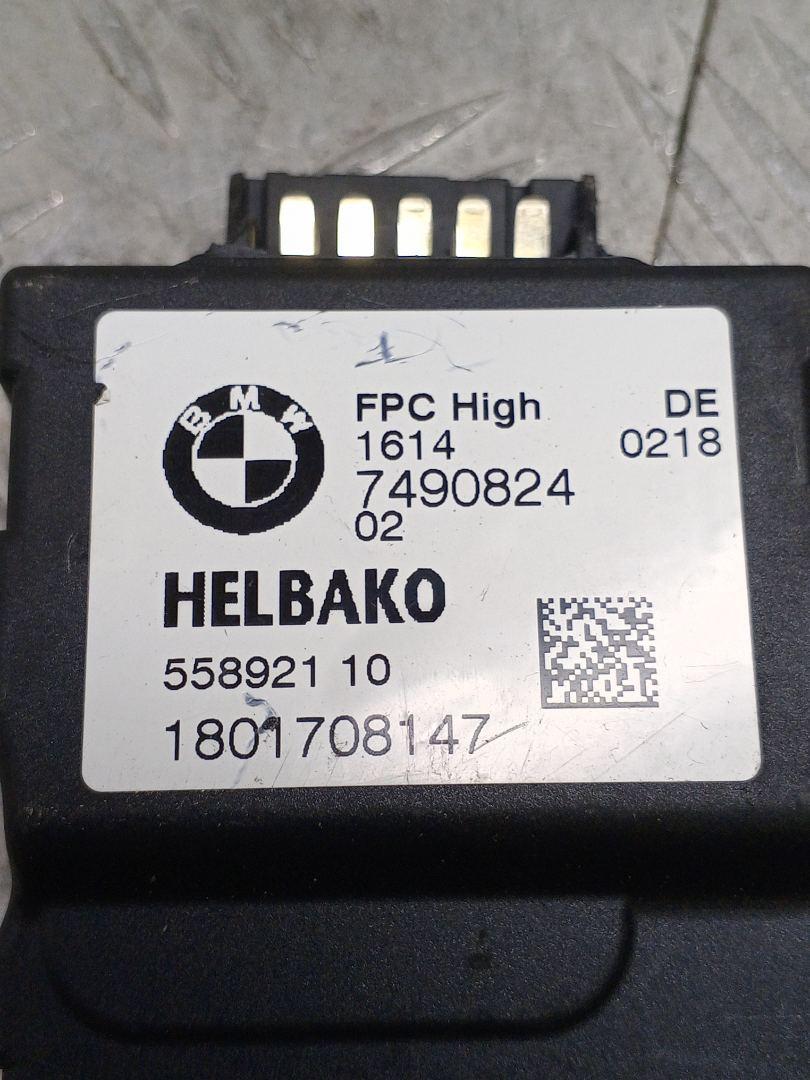 BMW
FPC High DE
1614 0218
7490824
02
HELBAKO
558921 10
1801708147